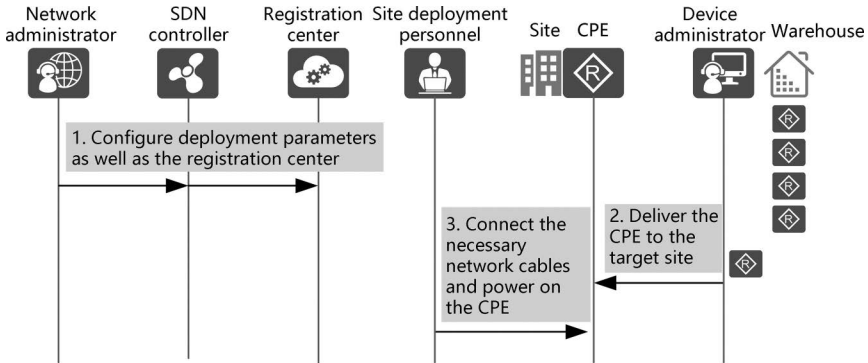 Network
administrator
SDN
controller
Registration
center
Site deployment
personnel
Site
CPE
Device
administrator
Warehouse
R
R
R
R
R
1. Configure deployment parameters
as well as the registration center
3. Connect the
necessary
network cables
and power on
the CPE
2. Deliver the
CPE to the
target site
R